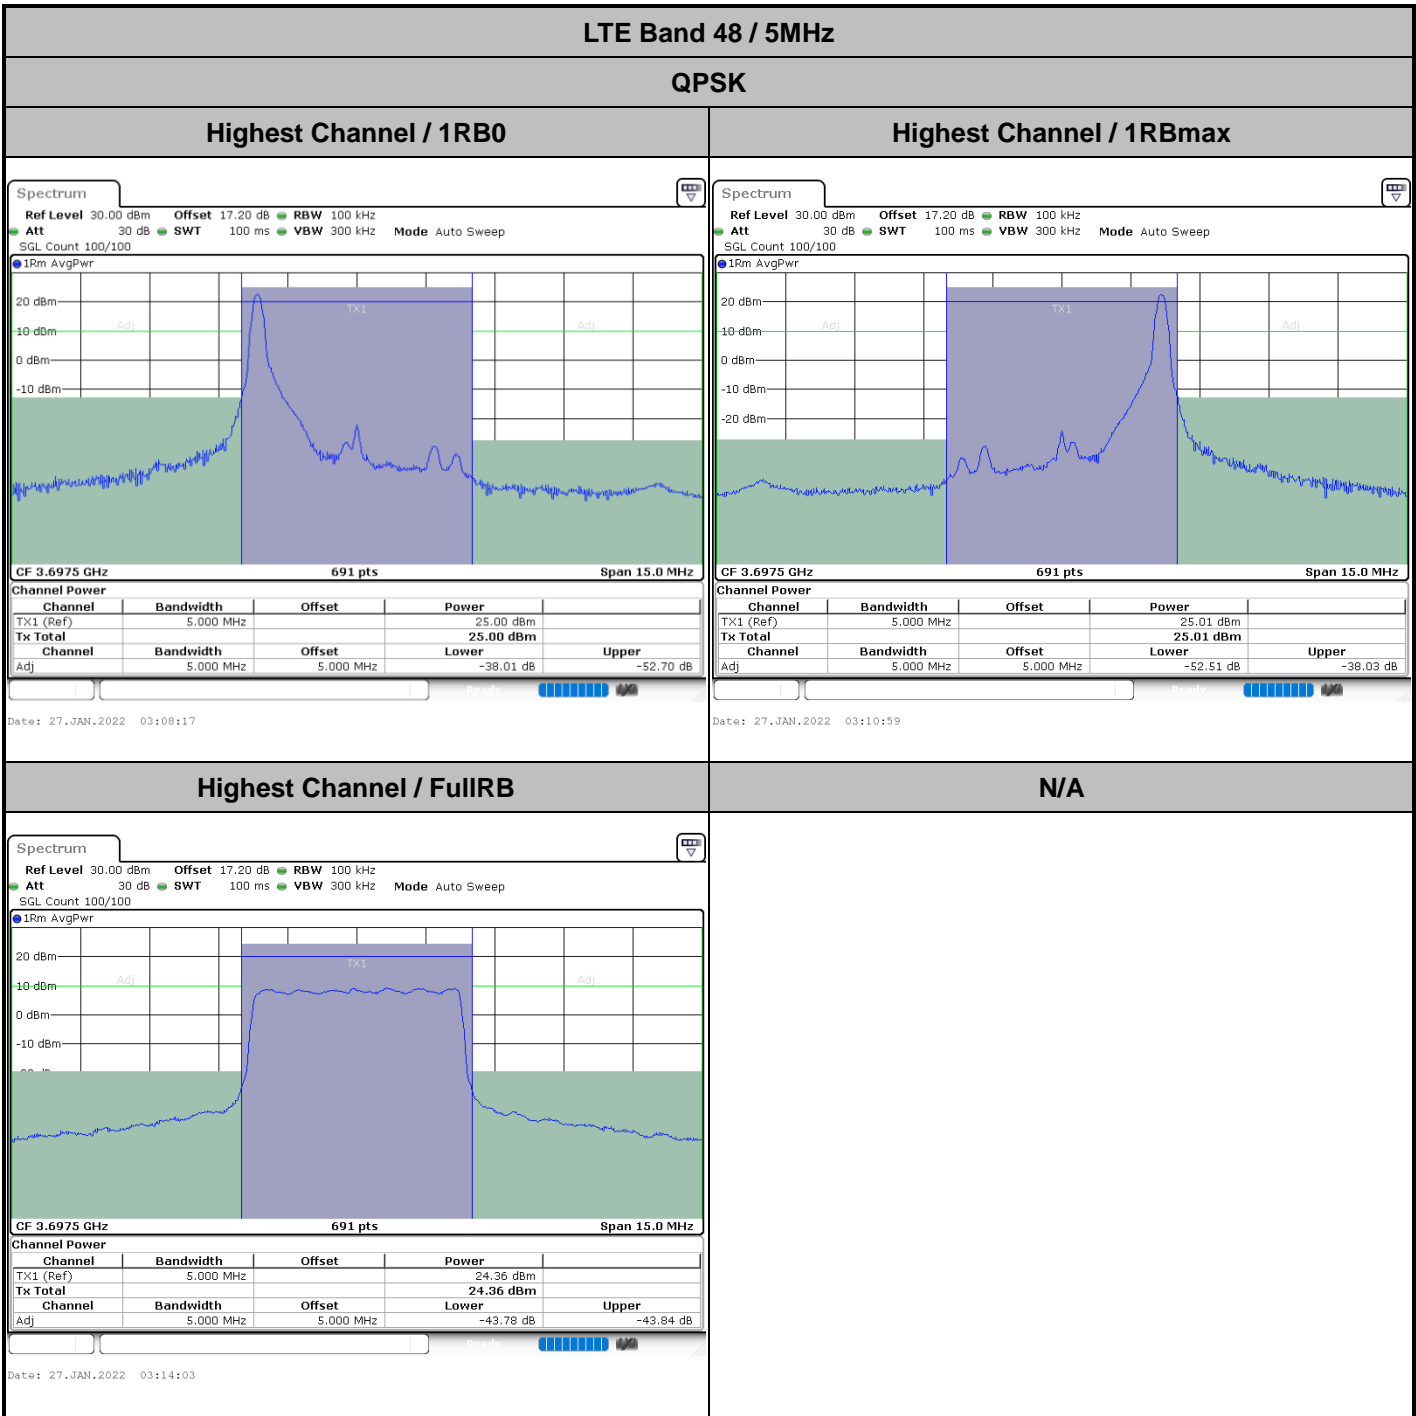 LTE Band 48 / 5MHz
QPSK
Highest Channel / 1RB0
Highest Channel / 1RBmax
Spectrum
Ref Level 30.00 dBm Offset 17.20 dB RBW 100 kHz
Att 30 dB SWT 100 ms VBW 300 kHz Mode Auto Sweep
SGL Count 100/100
1Rm AvgPwr
TX1
20 dBm
Adj
Adj
10 dBm
0 dBm
-10 dBm
CF 3.6975 GHz 691 pts Span 15.0 MHz
Channel Power
Channel Bandwidth Offset Power
TX1 (Ref) 5.000 MHz 25.00 dBm
Tx Total 25.00 dBm
Channel Bandwidth Offset Lower Upper
Adj 5.000 MHz 5.000 MHz -38.01 dB -52.70 dB
Ready
Date: 27.JAN.2022 03:08:17
Spectrum
Ref Level 30.00 dBm Offset 17.20 dB RBW 100 kHz
Att 30 dB SWT 100 ms VBW 300 kHz Mode Auto Sweep
SGL Count 100/100
1Rm AvgPwr
TX1
20 dBm
Adj
Adj
10 dBm
0 dBm
-10 dBm
-20 dBm
CF 3.6975 GHz 691 pts Span 15.0 MHz
Channel Power
Channel Bandwidth Offset Power
TX1 (Ref) 5.000 MHz 25.01 dBm
Tx Total 25.01 dBm
Channel Bandwidth Offset Lower Upper
Adj 5.000 MHz 5.000 MHz -52.51 dB -38.03 dB
Ready
Date: 27.JAN.2022 03:10:59
Highest Channel / FullRB
N/A
Spectrum
Ref Level 30.00 dBm Offset 17.20 dB RBW 100 kHz
Att 30 dB SWT 100 ms VBW 300 kHz Mode Auto Sweep
SGL Count 100/100
1Rm AvgPwr
20 dBm
TX1
Adj
Adj
10 dBm
0 dBm
-10 dBm
CF 3.6975 GHz 691 pts Span 15.0 MHz
Channel Power
Channel Bandwidth Offset Power
TX1 (Ref) 5.000 MHz 24.36 dBm
Tx Total 24.36 dBm
Channel Bandwidth Offset Lower Upper
Adj 5.000 MHz 5.000 MHz -43.78 dB -43.84 dB
Ready
Date: 27.JAN.2022 03:14:03